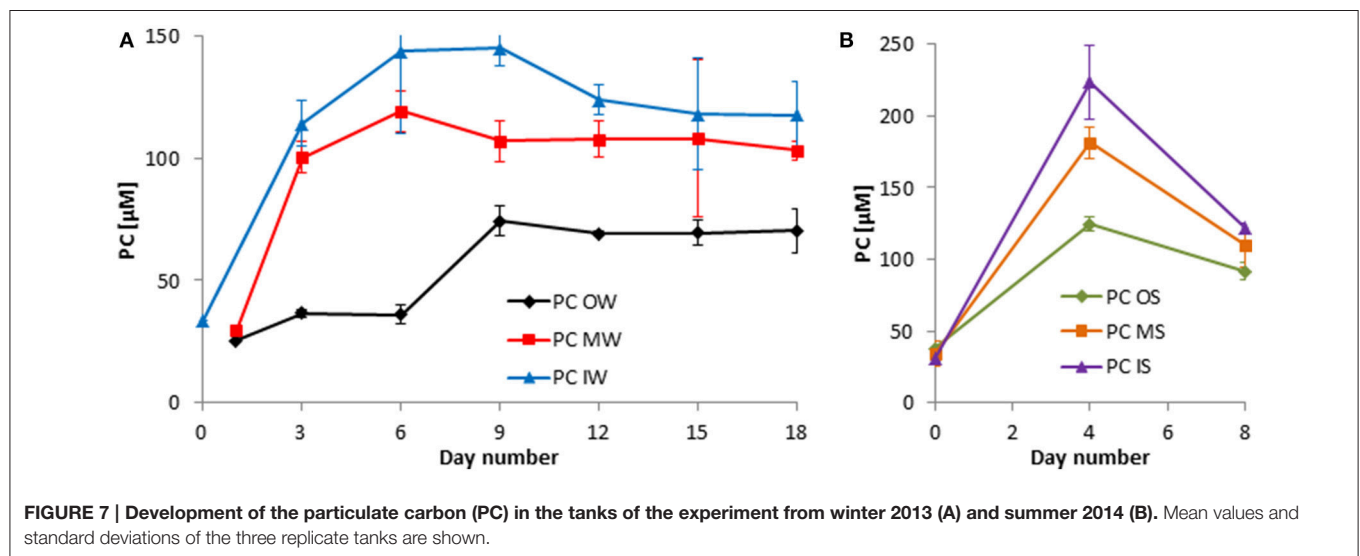 A
150
100
50
0
PC [µM]
0 3 6 9 12 15 18
Day number
PC OW
PC MW
PC IW
B
250
200
150
100
50
0
PC [µM]
0 2 4 6 8
Day number
PC OS
PC MS
PC IS
FIGURE 7 | Development of the particulate carbon (PC) in the tanks of the experiment from winter 2013 (A) and summer 2014 (B). Mean values and
standard deviations of the three replicate tanks are shown.